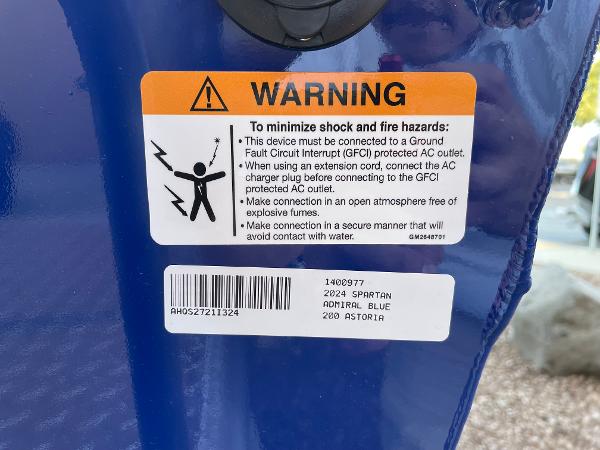 WARNING
To minimize shock and fire hazards:
• This device must be connected to a Ground
Fault Circuit Interrupt (GFCI) protected AC outlet.
• When using an extension cord, connect the AC
charger plug before connecting to the GFCI
protected AC outlet.
• Make connection in an open atmosphere free of
explosive fumes.
• Make connection in a secure manner that will
avoid contact with water.
GM2648701
AHQS2721I324
1400977
2024 SPARTAN
ADMIRAL BLUE
200 ASTORIA